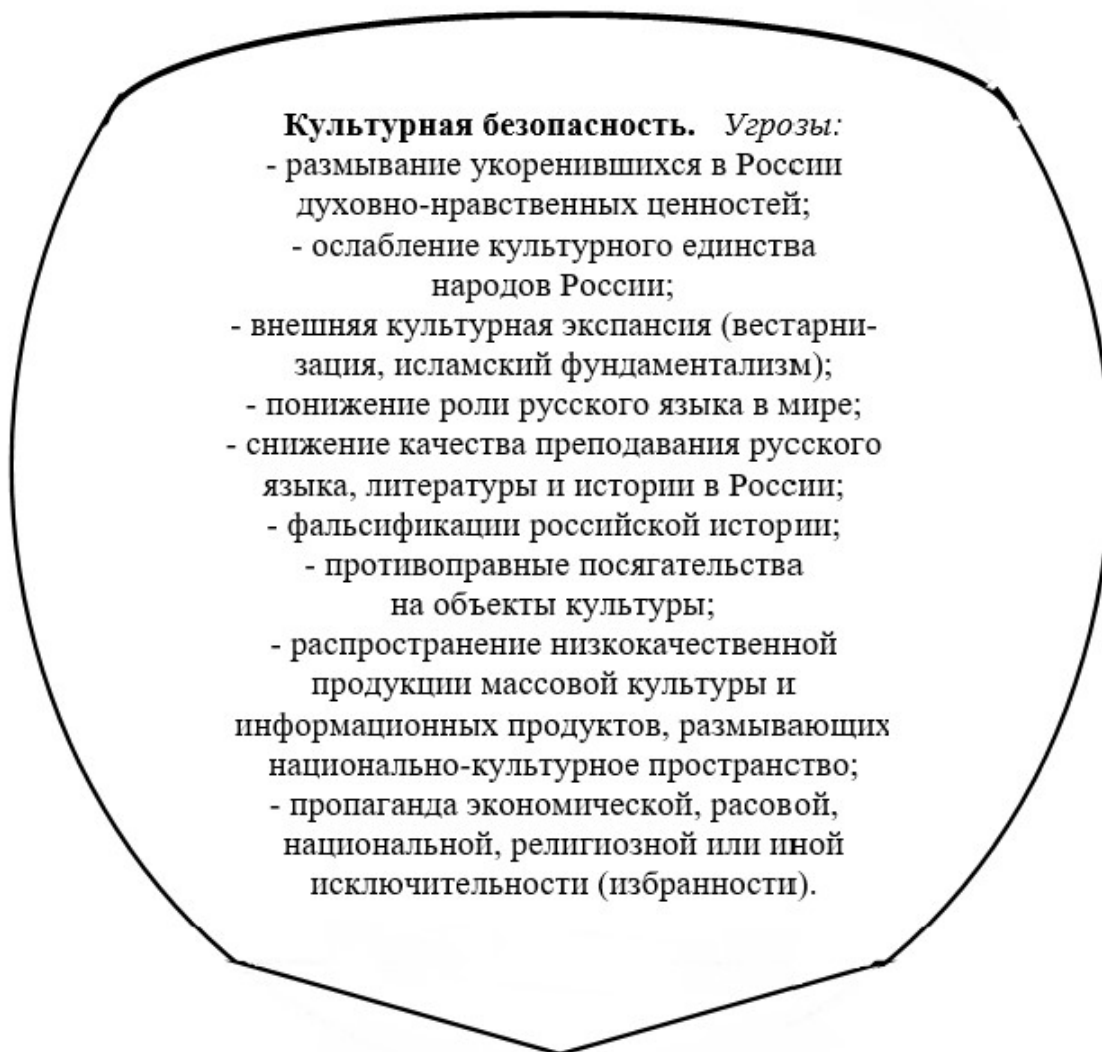 Культурная безопасность. Угрозы:
- размывание укоренившихся в России
духовно-нравственных ценностей;
- ослабление культурного единства
народов России;
- внешняя культурная экспансия (вестарни-
зация, исламский фундаментализм);
- понижение роли русского языка в мире;
- снижение качества преподавания русского
языка, литературы и истории в России;
- фальсификации российской истории;
- противоправные посягательства
на объекты культуры;
- распространение низкокачественной
продукции массовой культуры и
информационных продуктов, размывающих
национально-культурное пространство;
- пропаганда экономической, расовой,
национальной, религиозной или иной
исключительности (избранности).